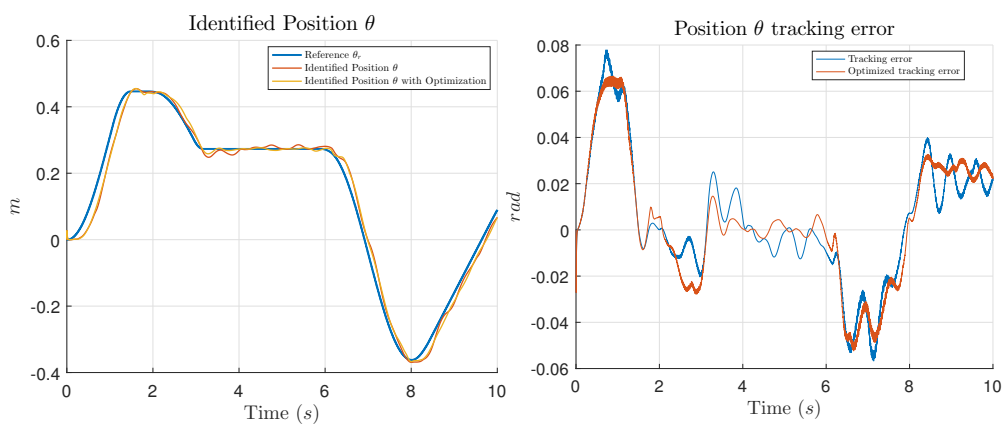 Identified Position θ
0.6
0.4
0.2
0
-0.2
-0.4
m
0 2 4 6 8 10
Time (s)
Reference θr
Identified Position θ
Identified Position θ with Optimization
Position θ tracking error
0.08
0.06
0.04
0.02
0
-0.02
-0.04
-0.06
rad
0 2 4 6 8 10
Time (s)
Tracking error
Optimized tracking error